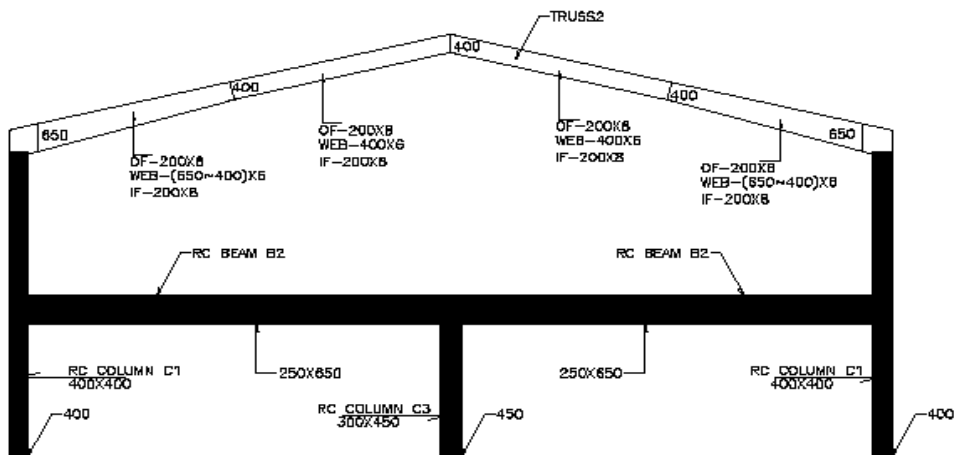 TRUSS2
400
400
400
650
650
OF-200X8
WEB-400X6
IF-200X8
OF-200X8
WEB-400X6
IF-200X8
OF-200X8
WEB-(650~400)X6
IF-200X8
OF-200X8
WEB-(650~400)X6
IF-200X8
RC BEAM B2
RC BEAM B2
RC COLUMN C1
400X400
250X650
250X650
RC COLUMN C1
400X400
RC COLUMN C3
300X450
400
450
400